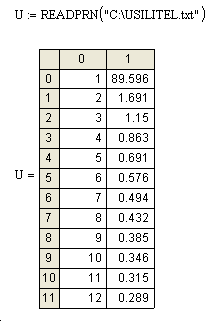 U := READPRN("C:\USILITEL.txt")
0 1
0 1 89.596
1 2 1.691
2 3 1.15
3 4 0.863
4 5 0.691
U = 5 6 0.576
6 7 0.494
7 8 0.432
8 9 0.385
9 10 0.346
10 11 0.315
11 12 0.289